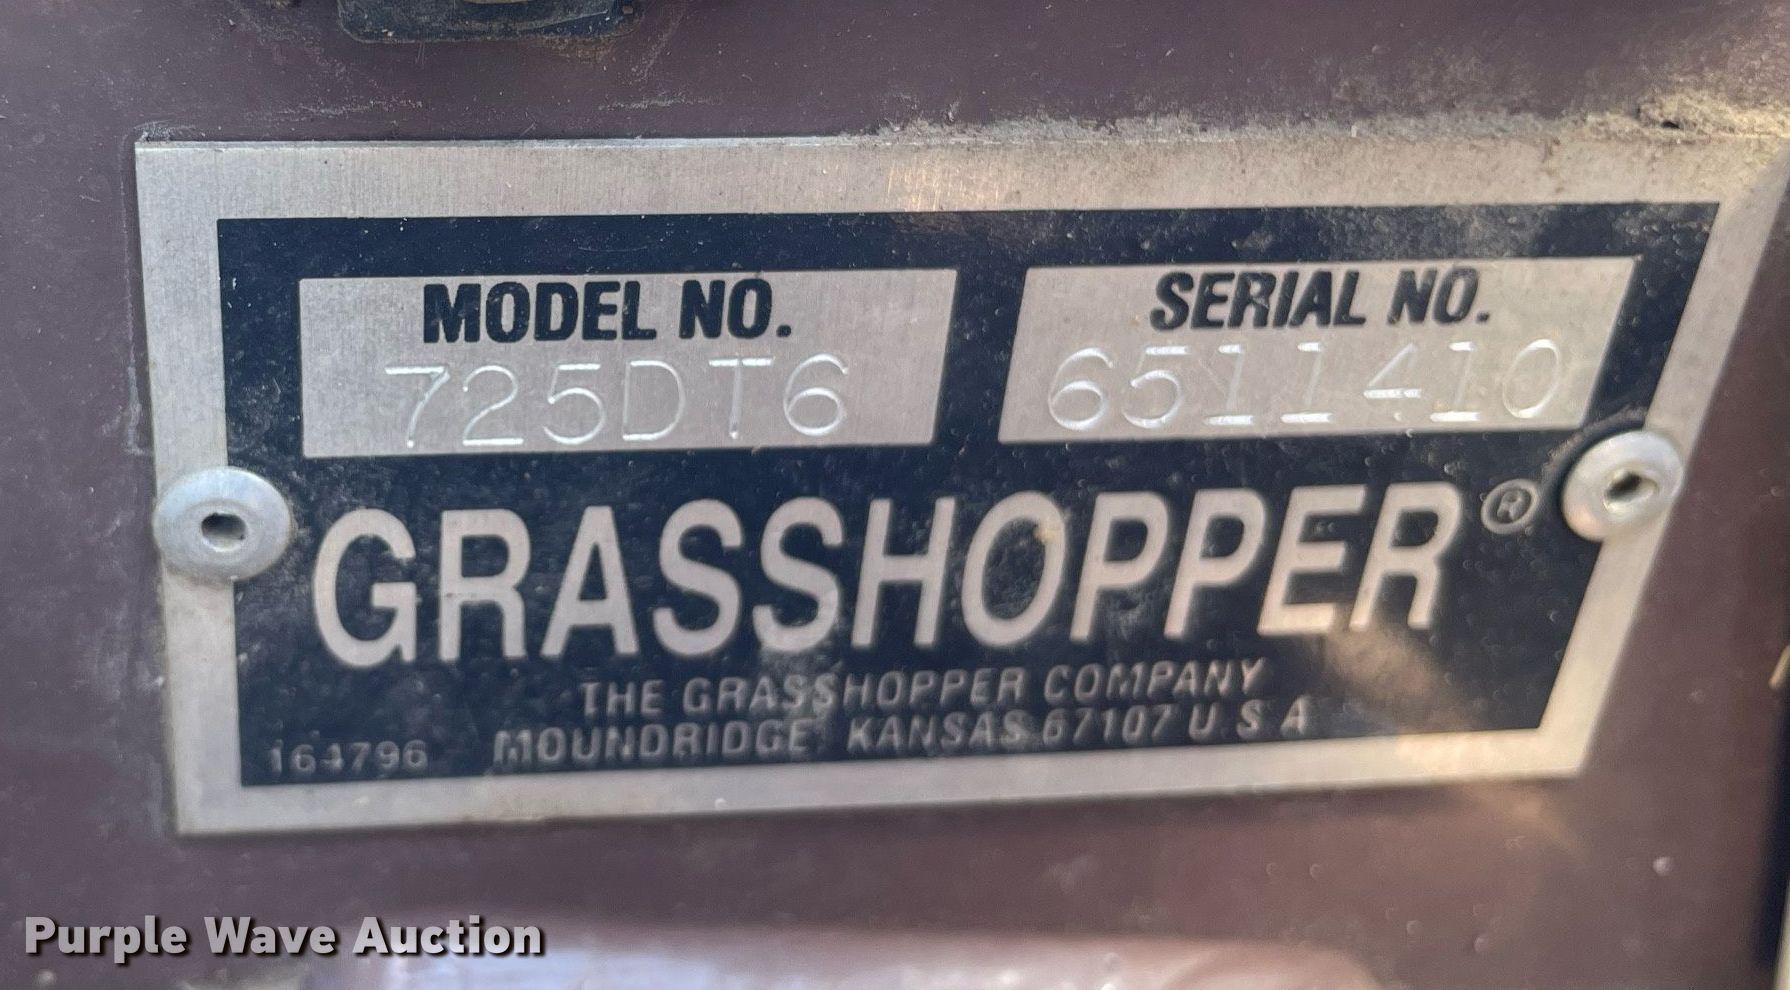 MODEL NO.
725DT6
SERIAL NO.
6511410
GRASSHOPPER®
THE GRASSHOPPER COMPANY
MOUNDRIDGE, KANSAS 67107 U.S.A
164796
Purple Wave Auction